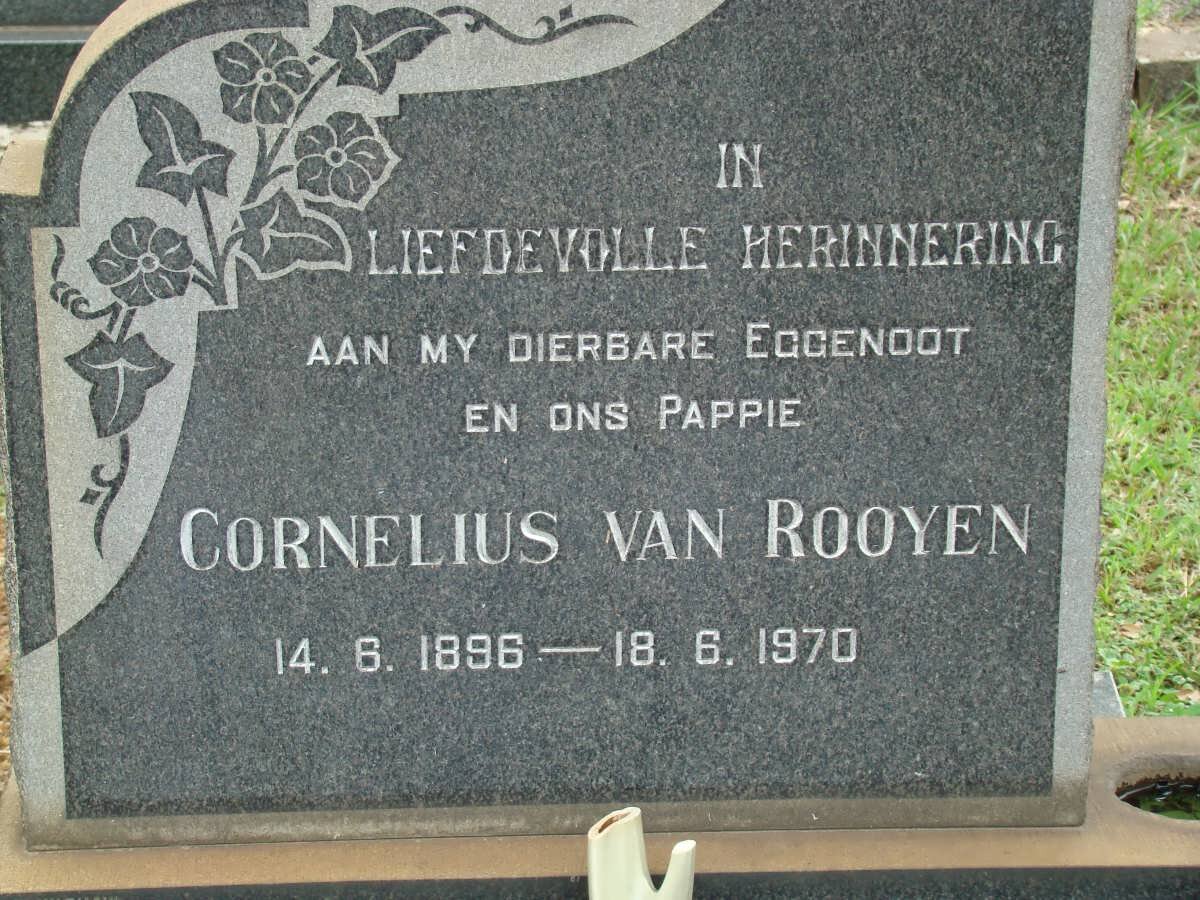 IN
LIEFDEVOLLE HERINNERING
AAN MY DIERBARE EGGENOOT
EN ONS PAPPIE
CORNELIUS VAN ROOYEN
14. 6. 1896 — 18. 6. 1970